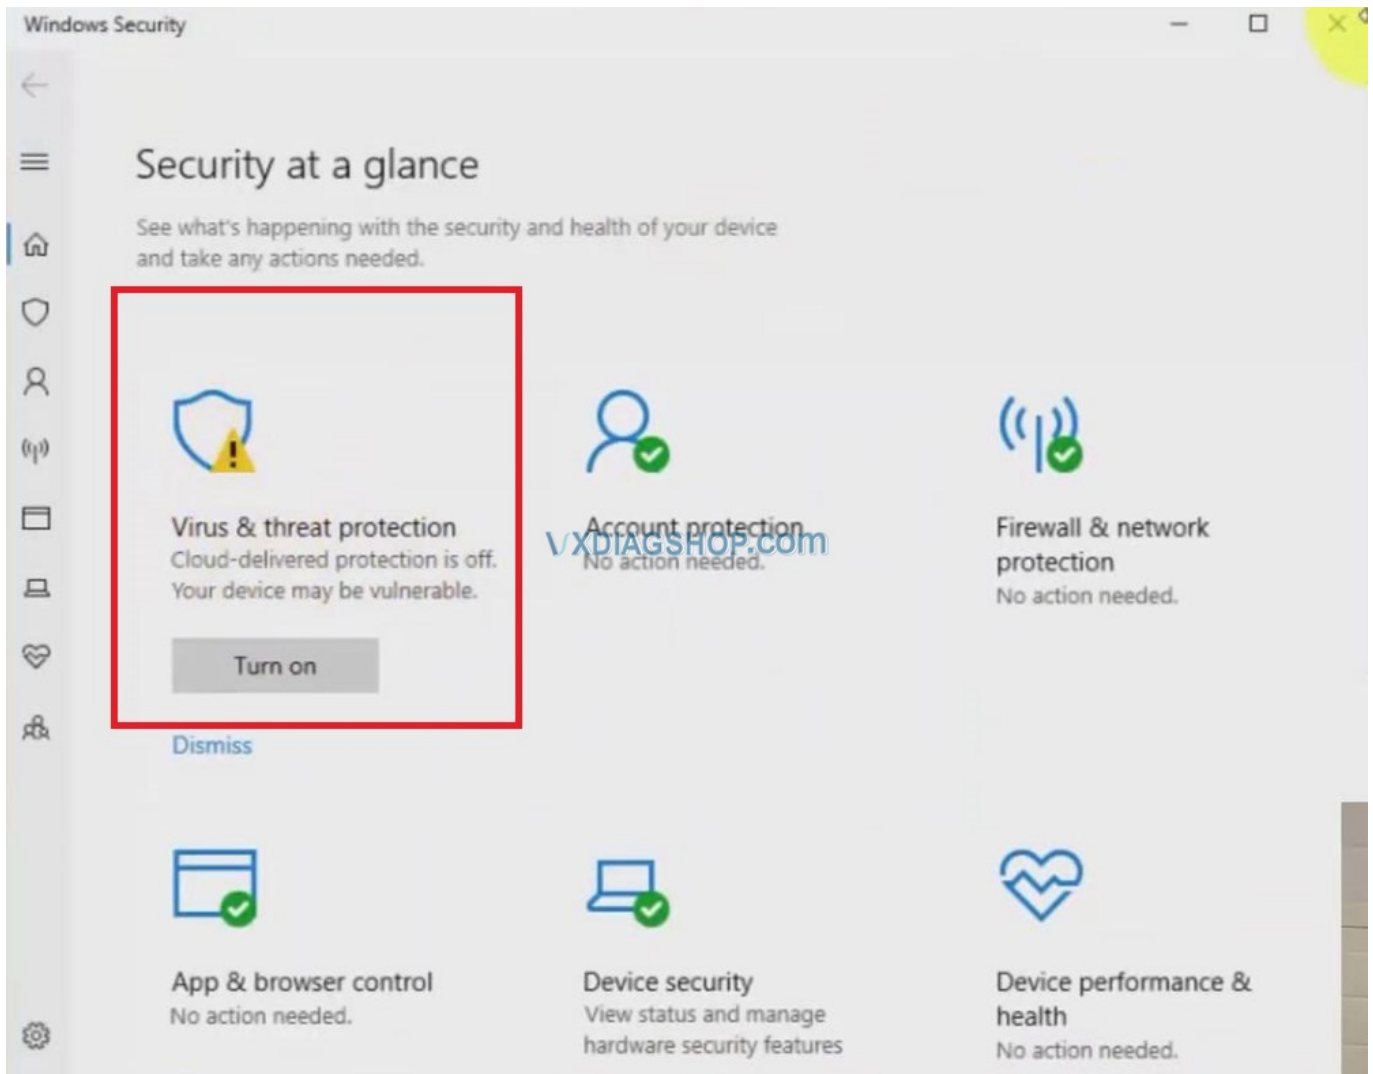 Windows Security
Security at a glance
See what's happening with the security and health of your device
and take any actions needed.
Virus & threat protection
Cloud-delivered protection is off.
Your device may be vulnerable.
Turn on
Dismiss
Account protection
No action needed.
VXDIAGSHOP.com
Firewall & network
protection
No action needed.
App & browser control
No action needed.
Device security
View status and manage
hardware security features
Device performance &
health
No action needed.